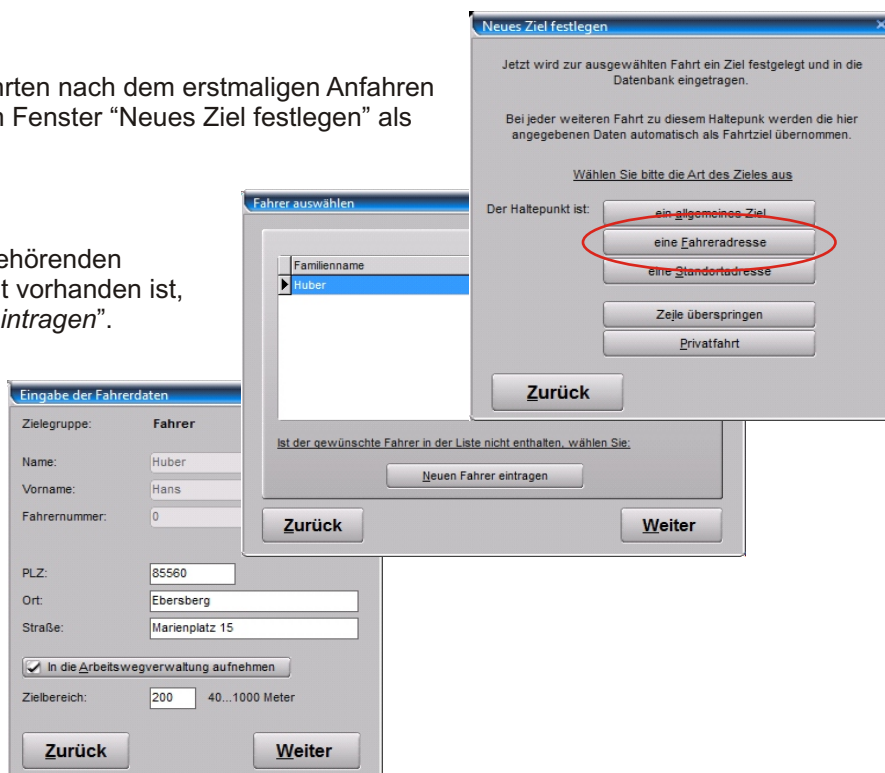 hrten nach dem erstmaligen Anfahren
n Fenster “Neues Ziel festlegen” als
ehörenden
t vorhanden ist,
intragen”.
Neues Ziel festlegen
Jetzt wird zur ausgewählten Fahrt ein Ziel festgelegt und in die
Datenbank eingetragen.
Bei jeder weiteren Fahrt zu diesem Haltepunk werden die hier
angegebenen Daten automatisch als Fahrtziel übernommen.
Wählen Sie bitte die Art des Zieles aus
Der Haltepunkt ist: ein allgemeines Ziel
eine Fahreradresse
eine Standortadresse
Zeile überspringen
Privatfahrt
Zurück
Fahrer auswählen
Familienname
Huber
Ist der gewünschte Fahrer in der Liste nicht enthalten, wählen Sie:
Neuen Fahrer eintragen
Zurück Weiter
Eingabe der Fahrerdaten
Zielegruppe: Fahrer
Name: Huber
Vorname: Hans
Fahrernummer: 0
PLZ: 85560
Ort: Ebersberg
Straße: Marienplatz 15
In die Arbeitswegverwaltung aufnehmen
Zielbereich: 200 40...1000 Meter
Zurück Weiter